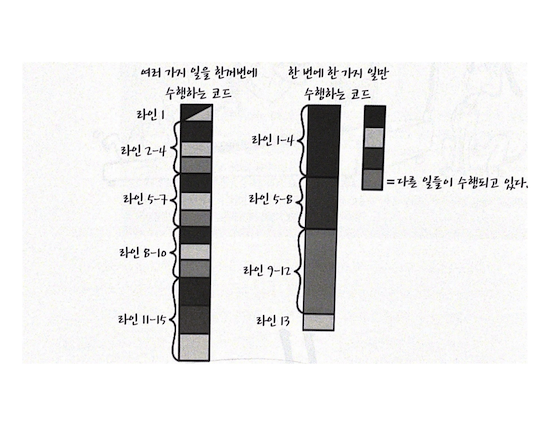 여러 가지 일을 한꺼번에
수행하는 코드
라인 1
라인 2-4
라인 5-7
라인 8-10
라인 11-15
한 번에 한 가지 일만
수행하는 코드
라인 1-4
라인 5-8
라인 9-12
라인 13
=다른 일들이 수행되고 있다.